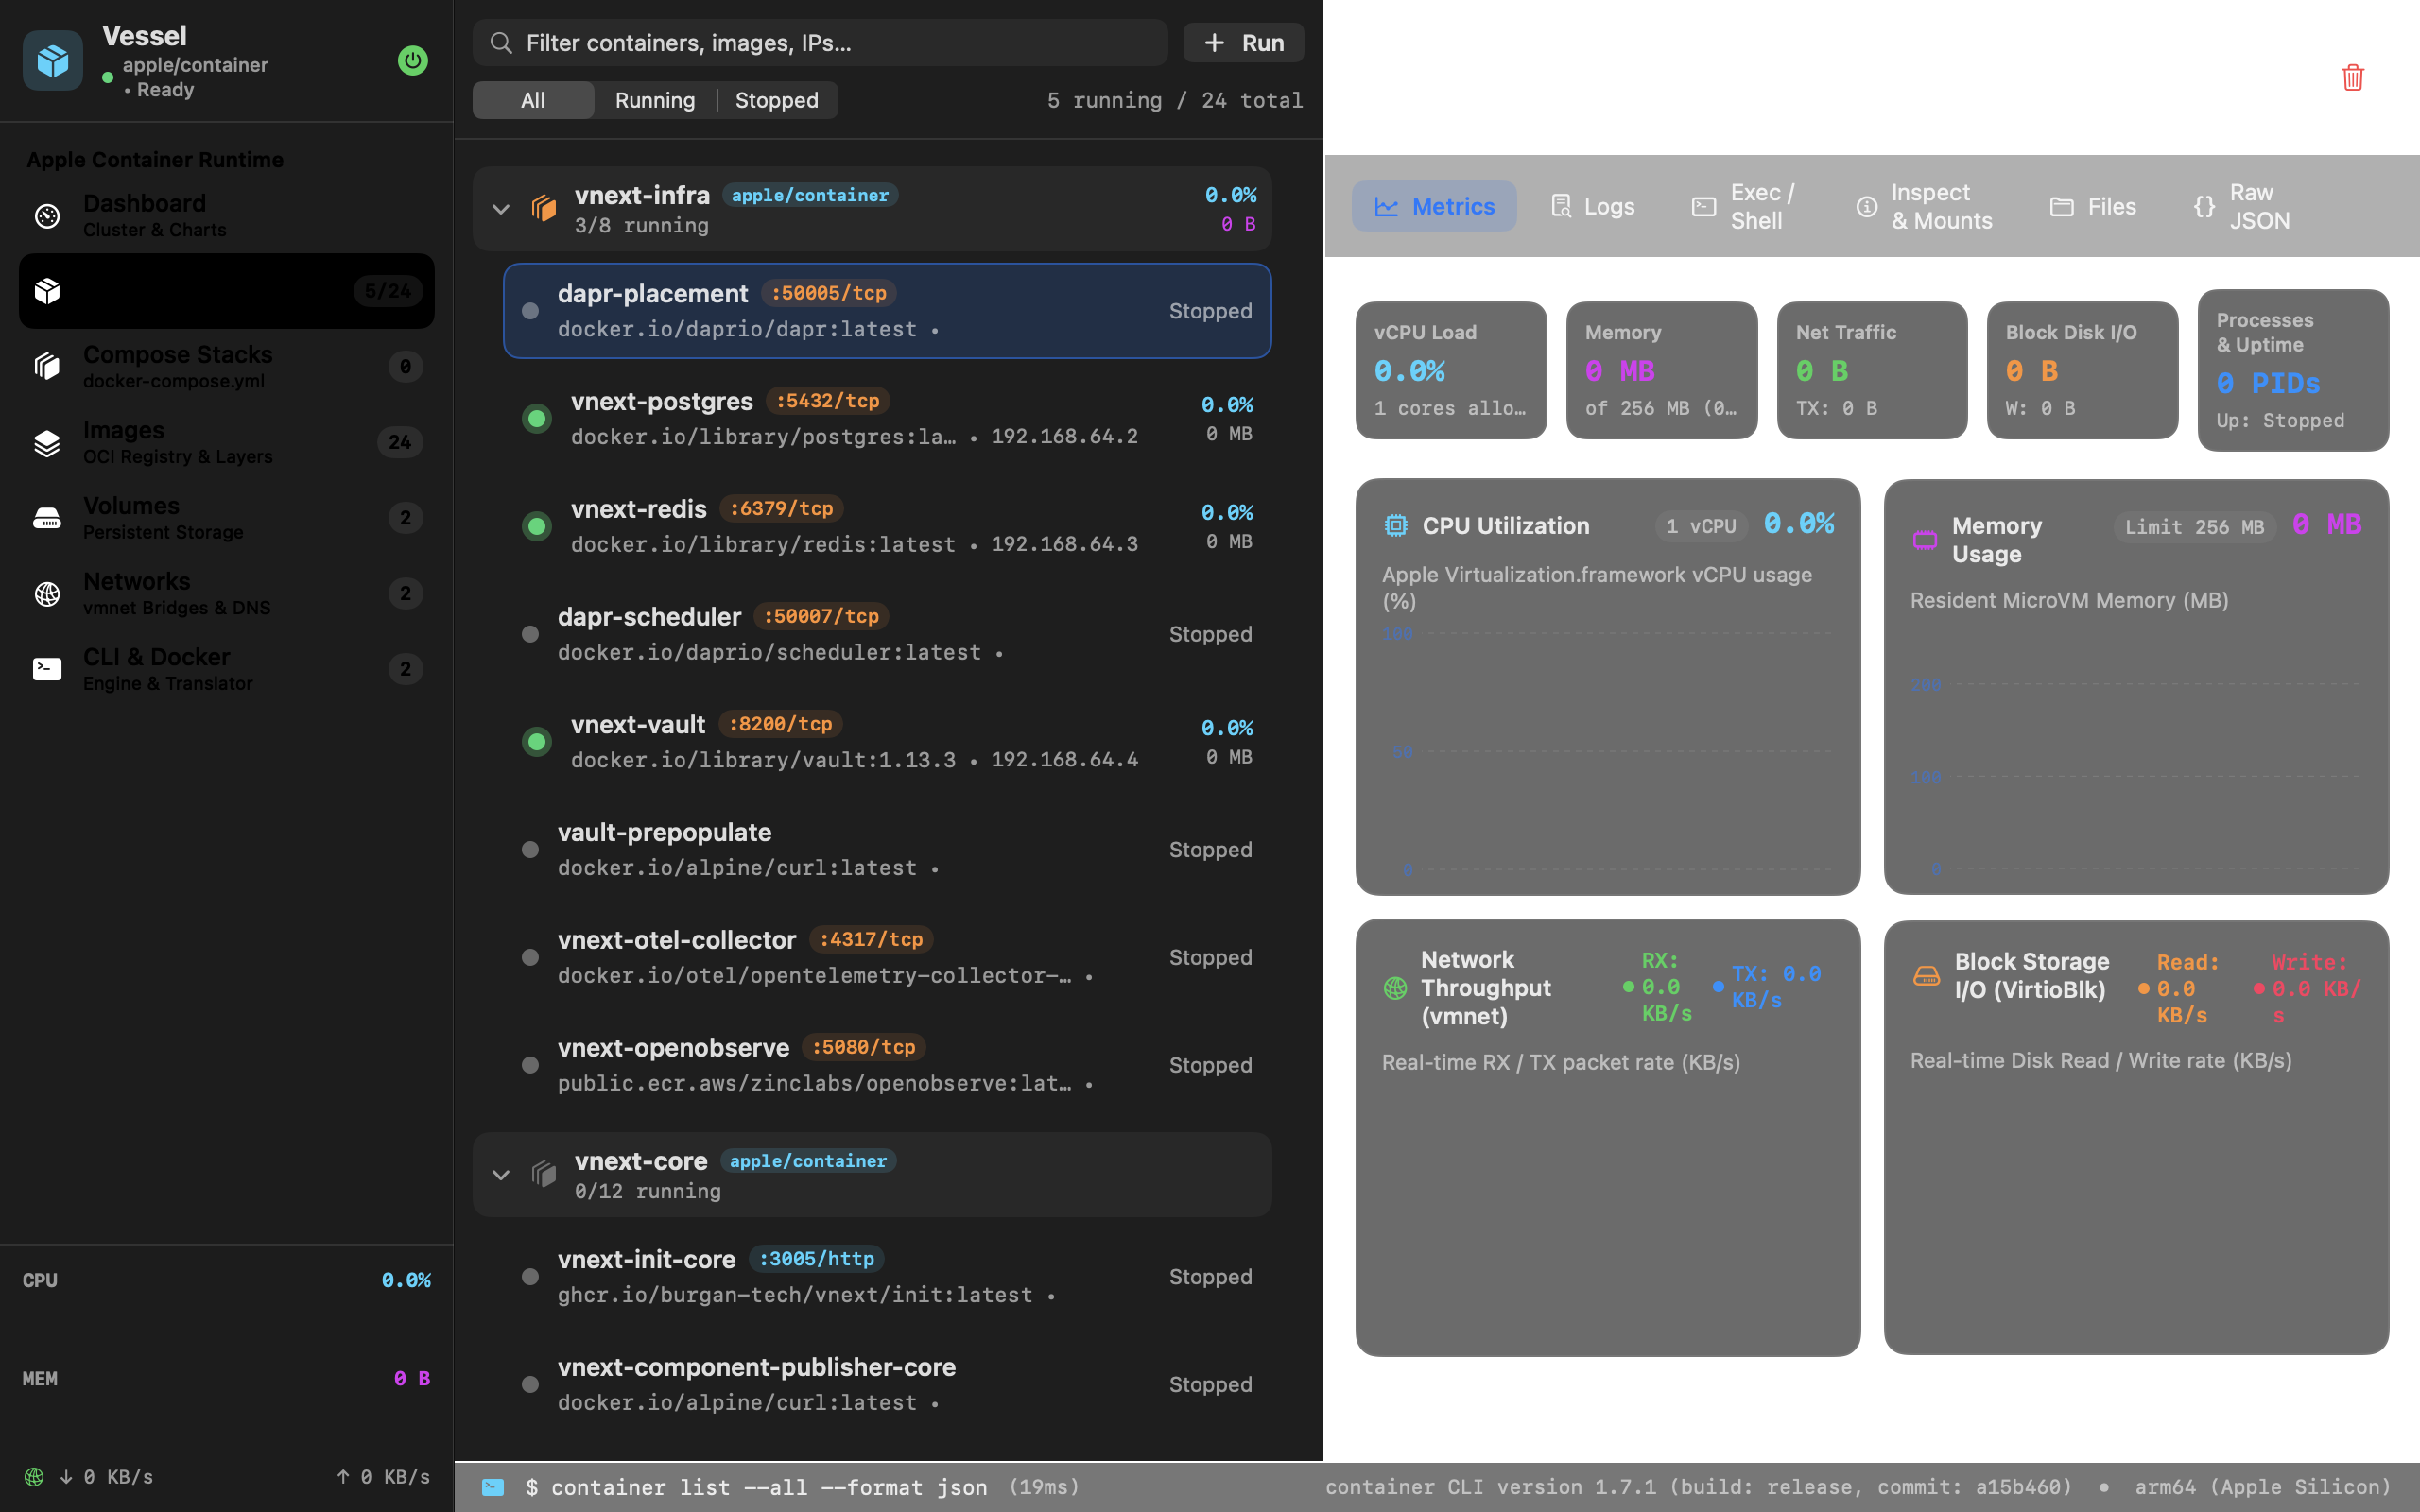 Vessel
apple/container
• Ready
Apple Container Runtime
Dashboard
Cluster & Charts
5/24
Compose Stacks
docker-compose.yml
0
Images
OCI Registry & Layers
24
Volumes
Persistent Storage
2
Networks
vmnet Bridges & DNS
2
CLI & Docker
Engine & Translator
2
CPU 0.0%
MEM 0 B
↓ 0 KB/s ↑ 0 KB/s
Filter containers, images, IPs...
+ Run
All Running Stopped
5 running / 24 total
vnext-infra apple/container 0.0%
3/8 running 0 B
dapr-placement :50005/tcp Stopped
docker.io/daprio/dapr:latest •
vnext-postgres :5432/tcp 0.0%
docker.io/library/postgres:la… • 192.168.64.2 0 MB
vnext-redis :6379/tcp 0.0%
docker.io/library/redis:latest • 192.168.64.3 0 MB
dapr-scheduler :50007/tcp Stopped
docker.io/daprio/scheduler:latest •
vnext-vault :8200/tcp 0.0%
docker.io/library/vault:1.13.3 • 192.168.64.4 0 MB
vault-prepopulate Stopped
docker.io/alpine/curl:latest •
vnext-otel-collector :4317/tcp Stopped
docker.io/otel/opentelemetry-collector-… •
vnext-openobserve :5080/tcp Stopped
public.ecr.aws/zinclabs/openobserve:lat… •
vnext-core apple/container
0/12 running
vnext-init-core :3005/http Stopped
ghcr.io/burgan-tech/vnext/init:latest •
vnext-component-publisher-core Stopped
docker.io/alpine/curl:latest •
Metrics
Logs
Exec /
Shell
Inspect
& Mounts
Files
{} Raw
JSON
vCPU Load
0.0%
1 cores allo…
Memory
0 MB
of 256 MB (0…
Net Traffic
0 B
TX: 0 B
Block Disk I/O
0 B
W: 0 B
Processes
& Uptime
0 PIDs
Up: Stopped
CPU Utilization 1 vCPU 0.0%
Apple Virtualization.framework vCPU usage
(%)
100
50
0
Memory
Usage
Limit 256 MB 0 MB
Resident MicroVM Memory (MB)
200
100
0
Network
Throughput
(vmnet)
RX:
0.0
KB/s
TX: 0.0
KB/s
Real-time RX / TX packet rate (KB/s)
Block Storage
I/O (VirtioBlk)
Read:
0.0
KB/s
Write:
0.0 KB/
s
Real-time Disk Read / Write rate (KB/s)
$ container list --all --format json (19ms)
container CLI version 1.7.1 (build: release, commit: a15b460) • arm64 (Apple Silicon)